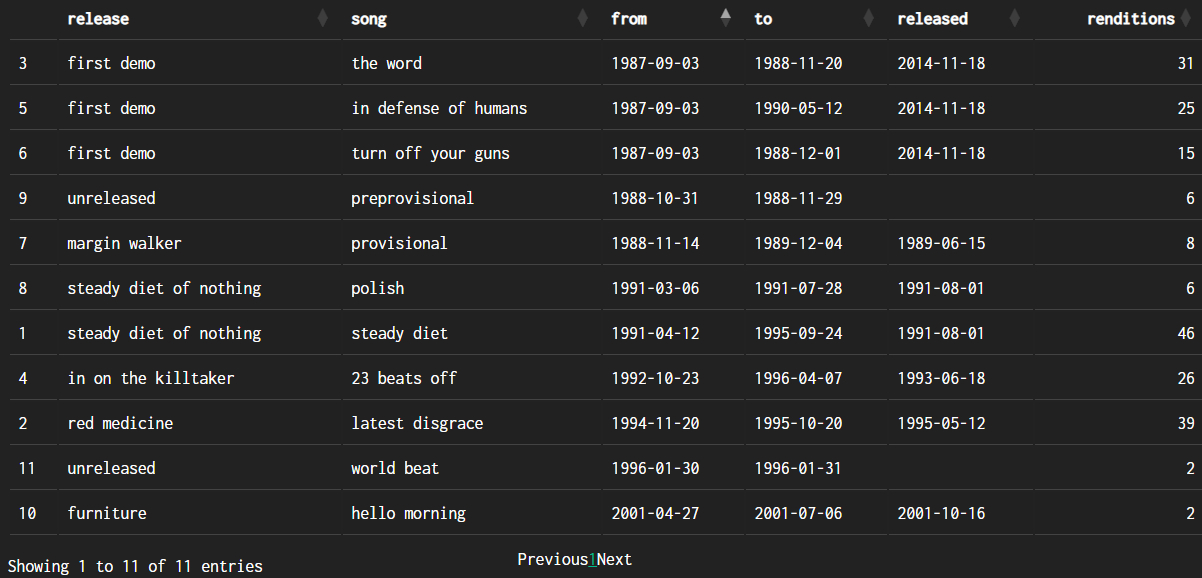 release song from to released renditions
3 first demo the word 1987-09-03 1988-11-20 2014-11-18 31
5 first demo in defense of humans 1987-09-03 1990-05-12 2014-11-18 25
6 first demo turn off your guns 1987-09-03 1988-12-01 2014-11-18 15
9 unreleased preprovisional 1988-10-31 1988-11-29 6
7 margin walker provisional 1988-11-14 1989-12-04 1989-06-15 8
8 steady diet of nothing polish 1991-03-06 1991-07-28 1991-08-01 6
1 steady diet of nothing steady diet 1991-04-12 1995-09-24 1991-08-01 46
4 in on the killtaker 23 beats off 1992-10-23 1996-04-07 1993-06-18 26
2 red medicine latest disgrace 1994-11-20 1995-10-20 1995-05-12 39
11 unreleased world beat 1996-01-30 1996-01-31 2
10 furniture hello morning 2001-04-27 2001-07-06 2001-10-16 2
Showing 1 to 11 of 11 entries Previous1Next